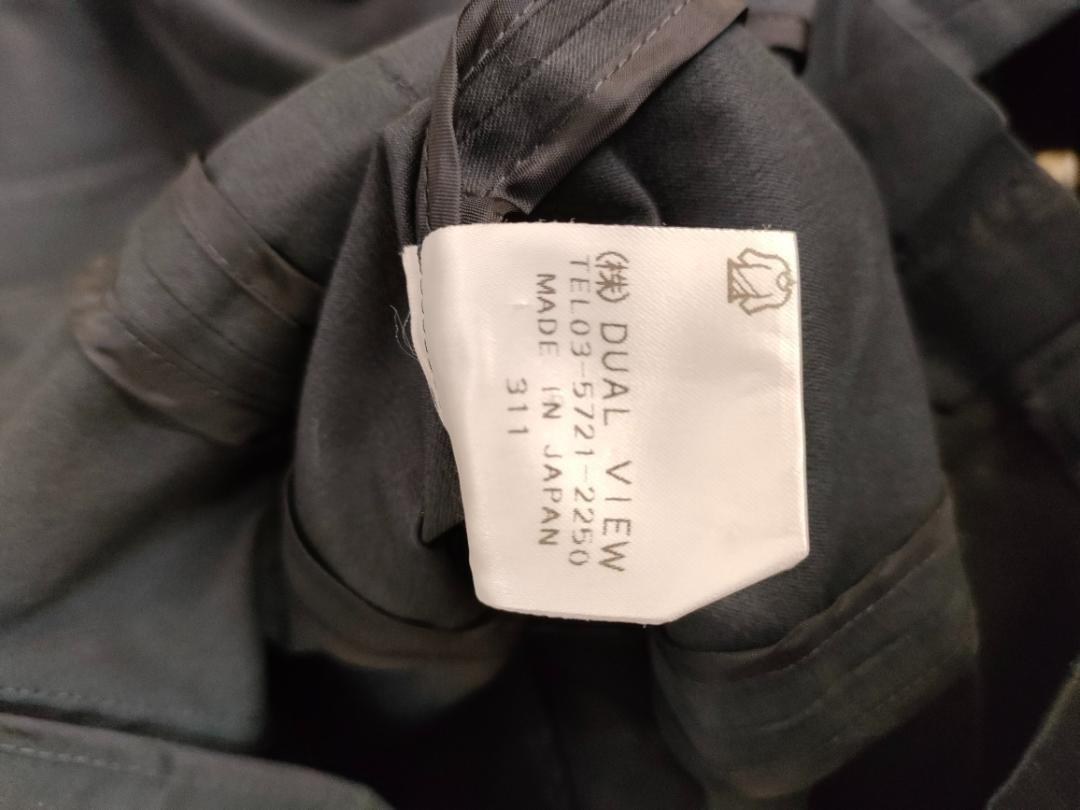 (株) DUAL VIEW
TEL03-5721-2250
MADE IN JAPAN
311